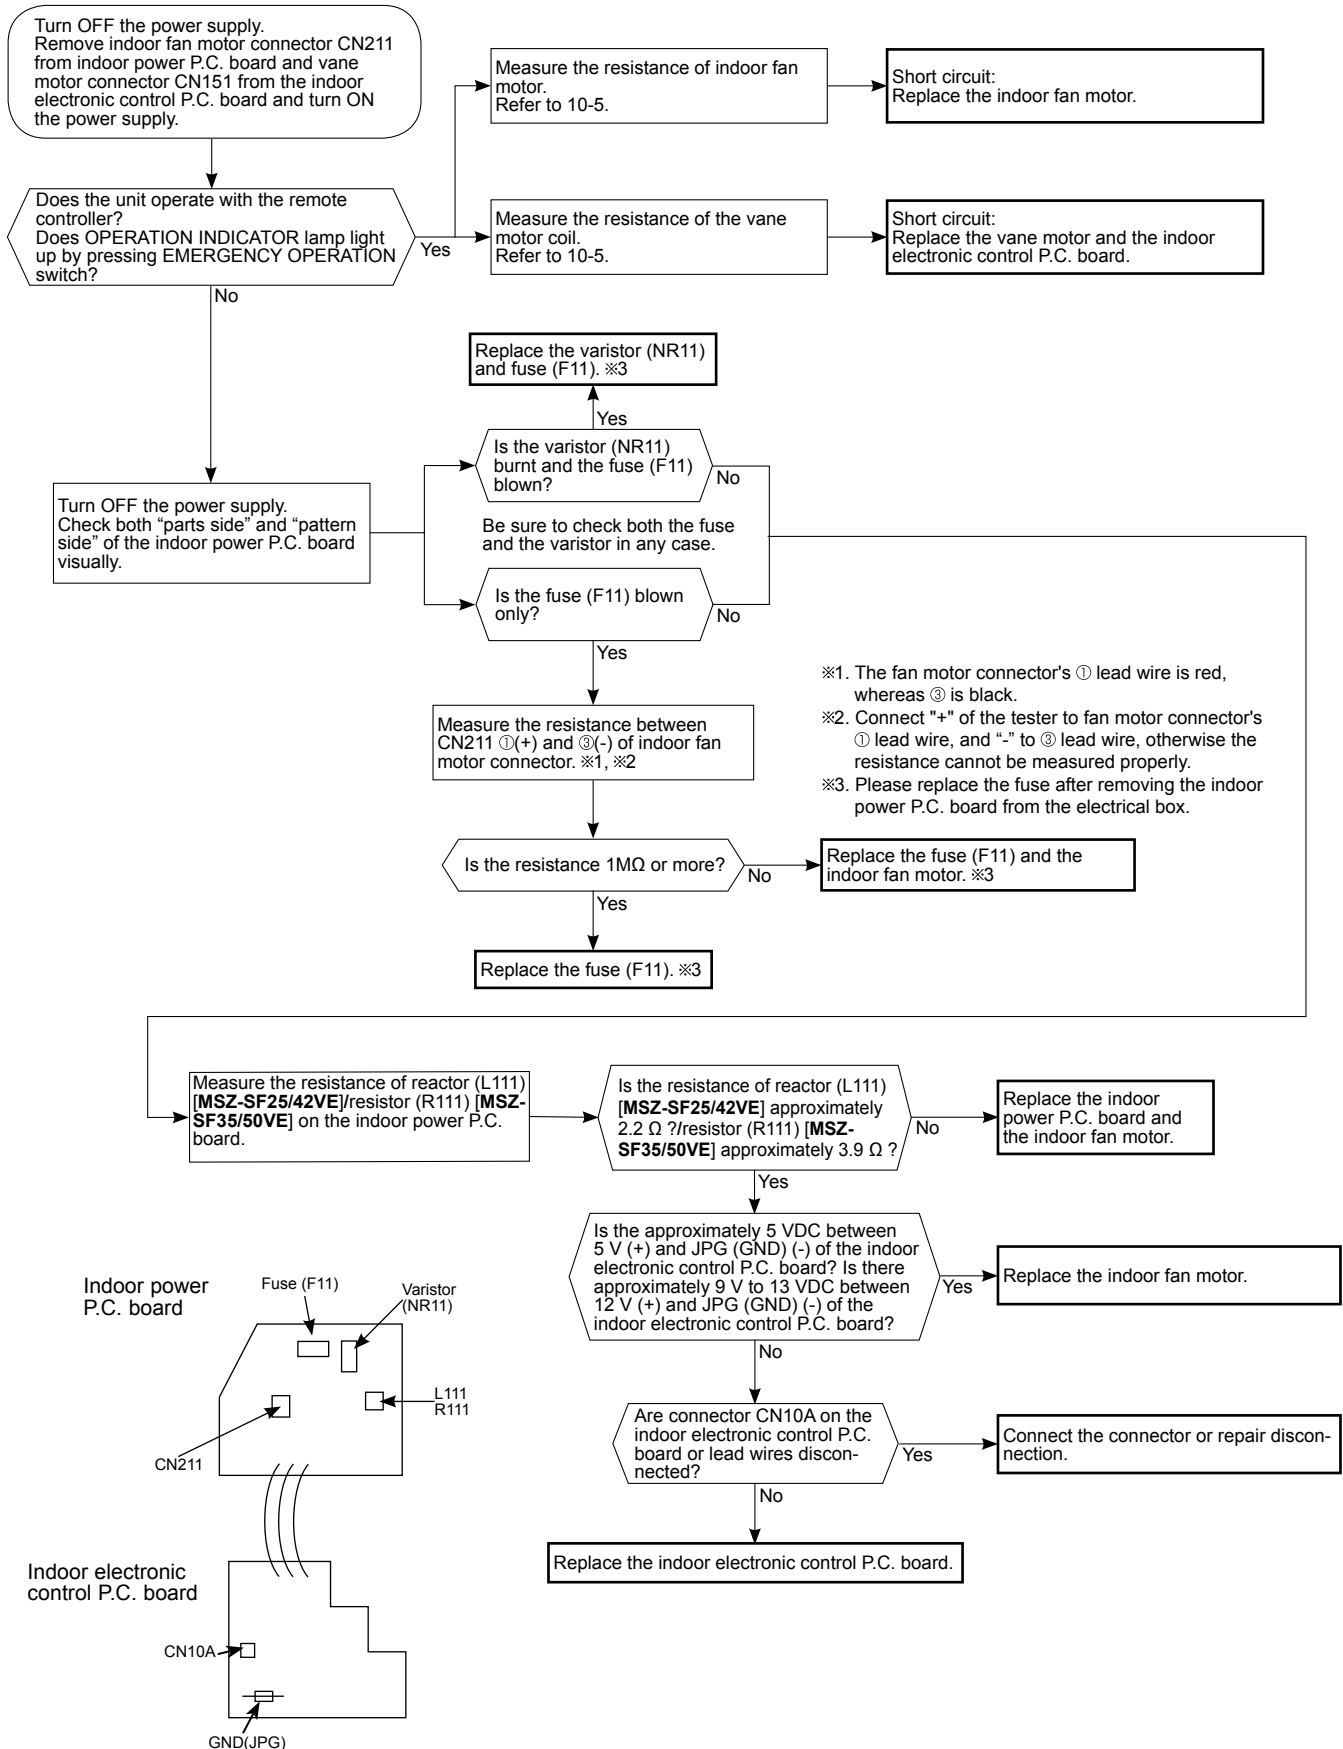 Turn OFF the power supply.
Remove indoor fan motor connector CN211
from indoor power P.C. board and vane
motor connector CN151 from the indoor
electronic control P.C. board and turn ON
the power supply.
Measure the resistance of indoor fan
motor.
Refer to 10-5.
Short circuit:
Replace the indoor fan motor.
Does the unit operate with the remote
controller?
Does OPERATION INDICATOR lamp light
up by pressing EMERGENCY OPERATION
switch?
Yes
Measure the resistance of the vane
motor coil.
Refer to 10-5.
Short circuit:
Replace the vane motor and the indoor
electronic control P.C. board.
No
Replace the varistor (NR11)
and fuse (F11). ※3
Yes
Is the varistor (NR11)
burnt and the fuse (F11)
blown?
No
Turn OFF the power supply.
Check both “parts side” and “pattern
side” of the indoor power P.C. board
visually.
Be sure to check both the fuse
and the varistor in any case.
Is the fuse (F11) blown
only?
No
Yes
※1. The fan motor connector's ① lead wire is red,
whereas ③ is black.
※2. Connect "+" of the tester to fan motor connector's
① lead wire, and “-” to ③ lead wire, otherwise the
resistance cannot be measured properly.
※3. Please replace the fuse after removing the indoor
power P.C. board from the electrical box.
Measure the resistance between
CN211 ①(+) and ③(-) of indoor fan
motor connector. ※1, ※2
Is the resistance 1MΩ or more?
No
Replace the fuse (F11) and the
indoor fan motor. ※3
Yes
Replace the fuse (F11). ※3
Measure the resistance of reactor (L111)
[MSZ-SF25/42VE]/resistor (R111) [MSZ-
SF35/50VE] on the indoor power P.C.
board.
Is the resistance of reactor (L111)
[MSZ-SF25/42VE] approximately
2.2 Ω ?/resistor (R111) [MSZ-
SF35/50VE] approximately 3.9 Ω ?
No
Replace the indoor
power P.C. board and
the indoor fan motor.
Yes
Is the approximately 5 VDC between
5 V (+) and JPG (GND) (-) of the indoor
electronic control P.C. board? Is there
approximately 9 V to 13 VDC between
12 V (+) and JPG (GND) (-) of the
indoor electronic control P.C. board?
Yes
Replace the indoor fan motor.
No
Are connector CN10A on the
indoor electronic control P.C.
board or lead wires discon-
nected?
Yes
Connect the connector or repair discon-
nection.
No
Replace the indoor electronic control P.C. board.
Indoor power
P.C. board
Fuse (F11)
Varistor
(NR11)
L111
R111
CN211
Indoor electronic
control P.C. board
CN10A
GND(JPG)